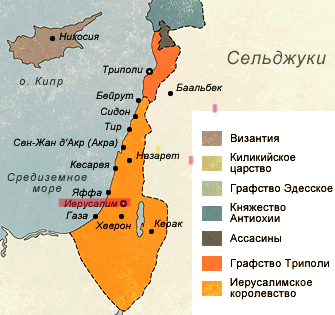 Никосия
о. Кипр
Триполи
Сельджуки
Баальбек
Бейрут
Сидон
Тир
Сен-Жан д'Акр (Акра)
Назарет
Кесарея
Средиземное
море
Яффа
Иерусалим
Газа
Хеврон
Керак
Византия
Киликийское
царство
Графство Эдесское
Княжество
Антиохии
Ассасины
Графство Триполи
Иерусалимское
королевство